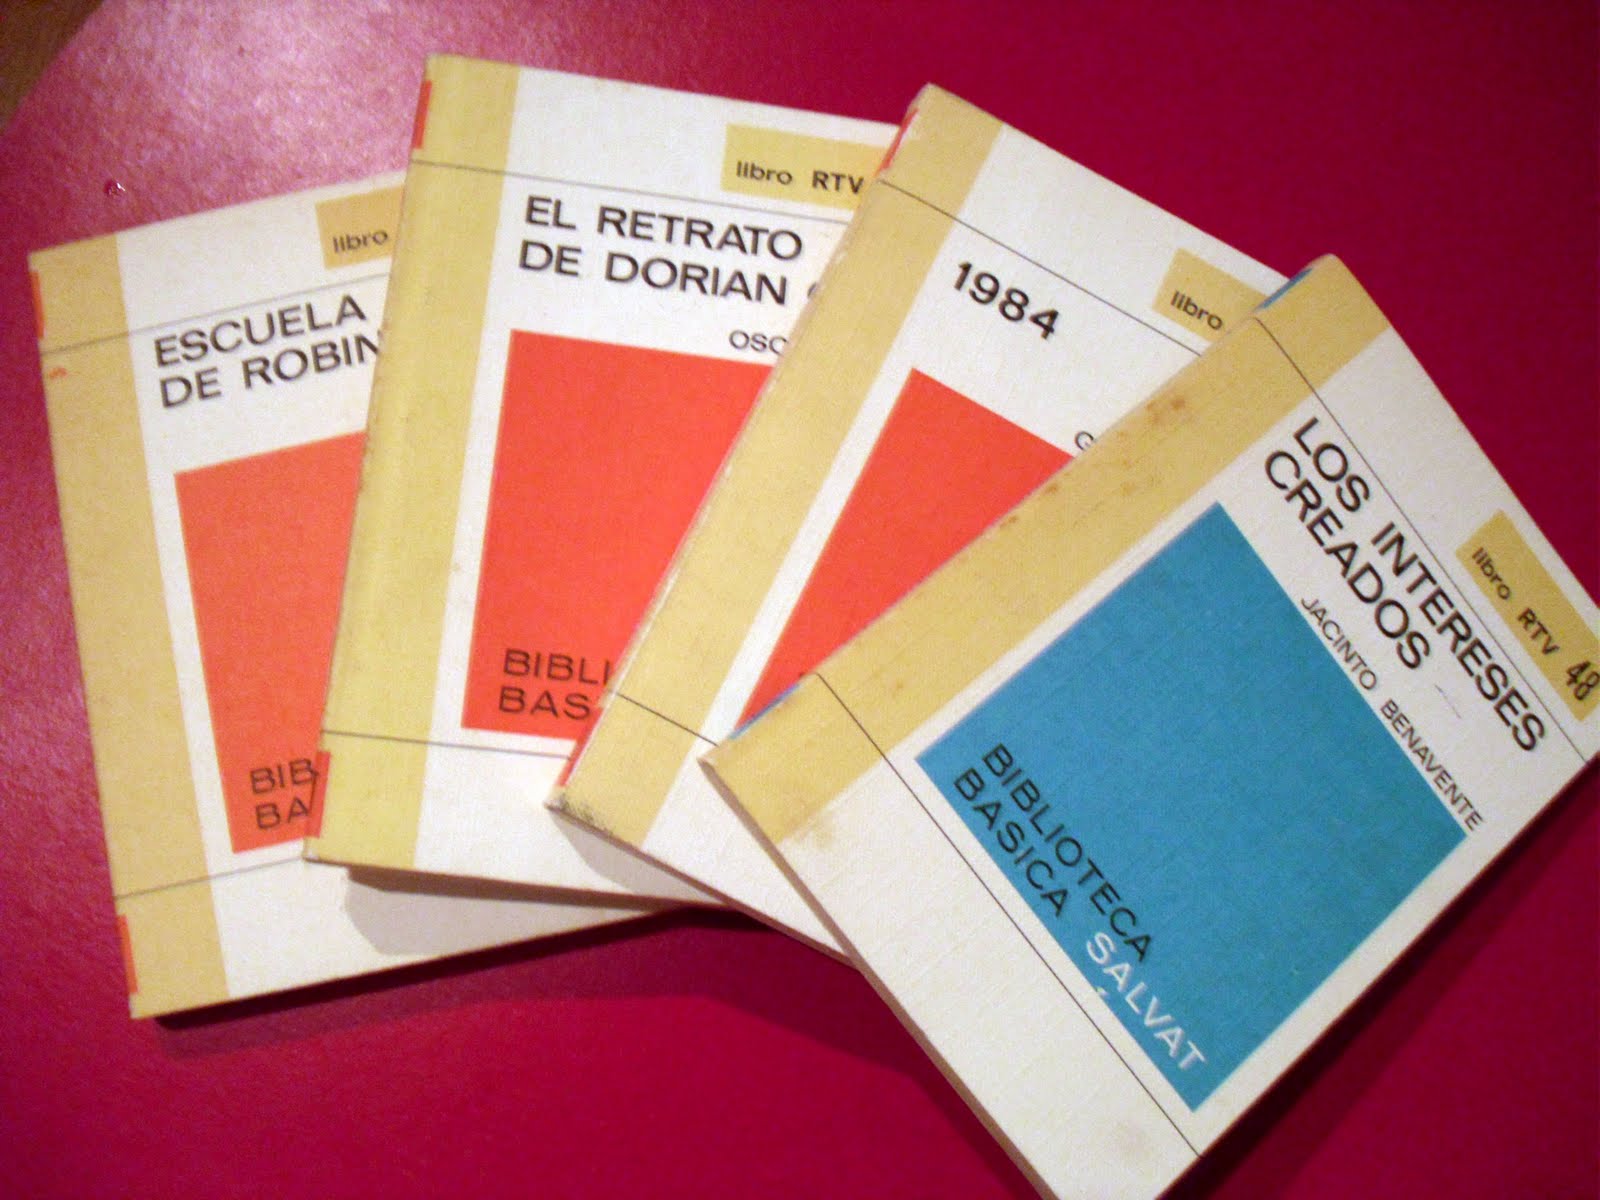 libro
ESCUELA
DE ROBIN
BIB
BA
libro RTV
EL RETRATO
DE DORIAN
OSC
BIBLI
BAS
libro
1984
G
libro RTV 48
LOS INTERESES
CREADOS
JACINTO BENAVENTE
BIBLIOTECA
BASICA SALVAT